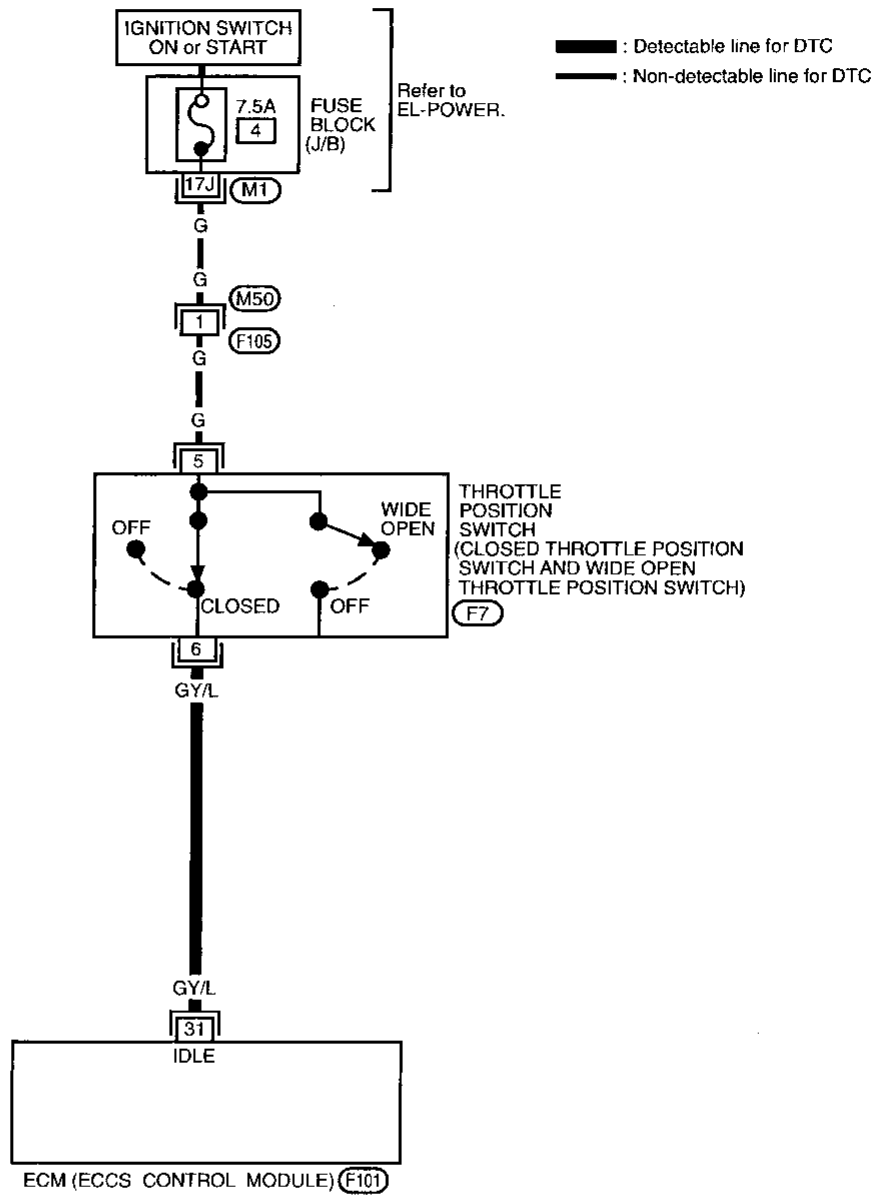 IGNITION SWITCH
ON or START
: Detectable line for DTC
: Non-detectable line for DTC
7.5A
4
FUSE
BLOCK
(J/B)
Refer to
EL-POWER.
17J
M1
G
G
M50
1
F105
G
G
5
OFF
WIDE
OPEN
CLOSED
OFF
THROTTLE
POSITION
SWITCH
(CLOSED THROTTLE POSITION
SWITCH AND WIDE OPEN
THROTTLE POSITION SWITCH)
F7
6
GY/L
GY/L
31
IDLE
ECM (ECCS CONTROL MODULE)
F101